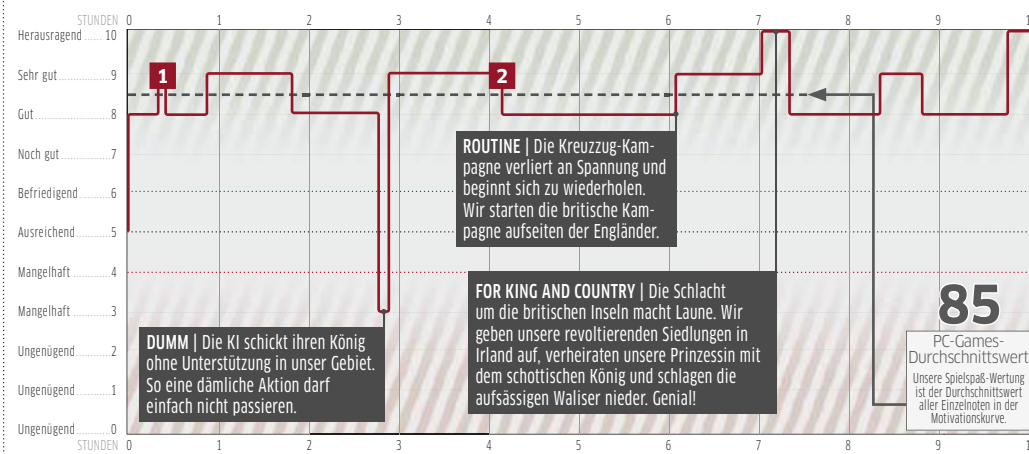 STUNDEN 0 1 2 3 4 5 6 7 8 9 1
Herausragend ..... 10
Sehr gut ..... 9
Gut ..... 8
Noch gut ..... 7
Befriedigend ..... 6
Ausreichend ..... 5
Mangelhaft ..... 4
Mangelhaft ..... 3
Ungenügend ..... 2
Ungenügend ..... 1
Ungenügend ..... 0
STUNDEN 0 1 2 3 4 5 6 7 8 9 1
1
2
ROUTINE | Die Kreuzzug-Kam-
pagne verliert an Spannung und
beginnt sich zu wiederholen.
Wir starten die britische Kam-
pagne aufseiten der Engländer.
DUMM | Die KI schickt ihren König
ohne Unterstützung in unser Gebiet.
So eine dämliche Aktion darf
einfach nicht passieren.
FOR KING AND COUNTRY | Die Schlacht
um die britischen Inseln macht Laune. Wir
geben unsere revoltierenden Siedlungen in
Irland auf, verheiraten unsere Prinzessin mit
dem schottischen König und schlagen die
aufsässigen Waliser nieder. Genial!
85
PC-Games-
Durchschnittswert
Unsere Spielspaß-Wertung
ist der Durchschnittswert
aller Einzelnoten in der
Motivationskurve.